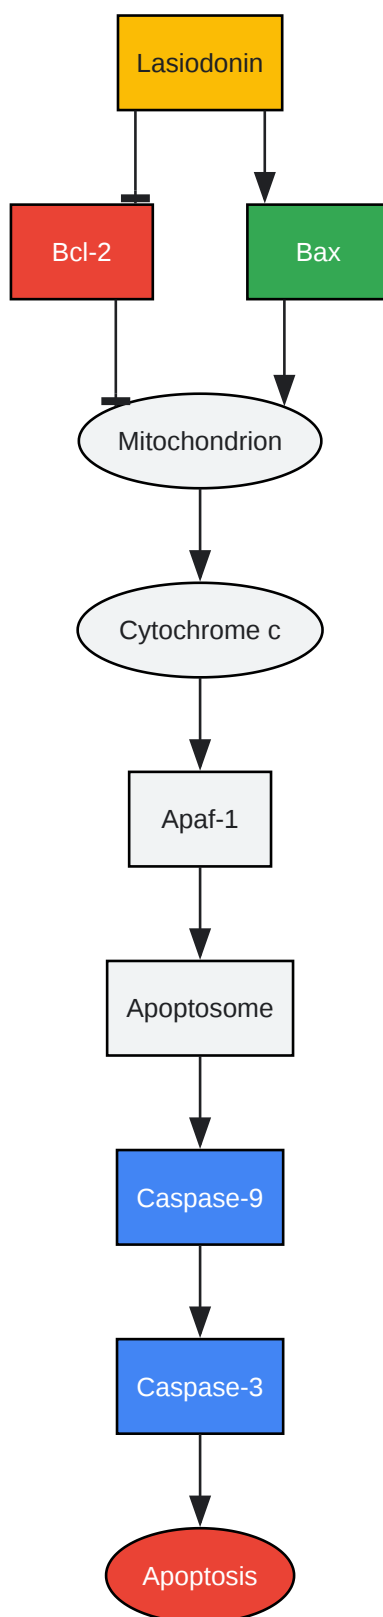 Lasiodonin
Bcl-2
Bax
Mitochondrion
Cytochrome c
Apaf-1
Apoptosome
Caspase-9
Caspase-3
Apoptosis